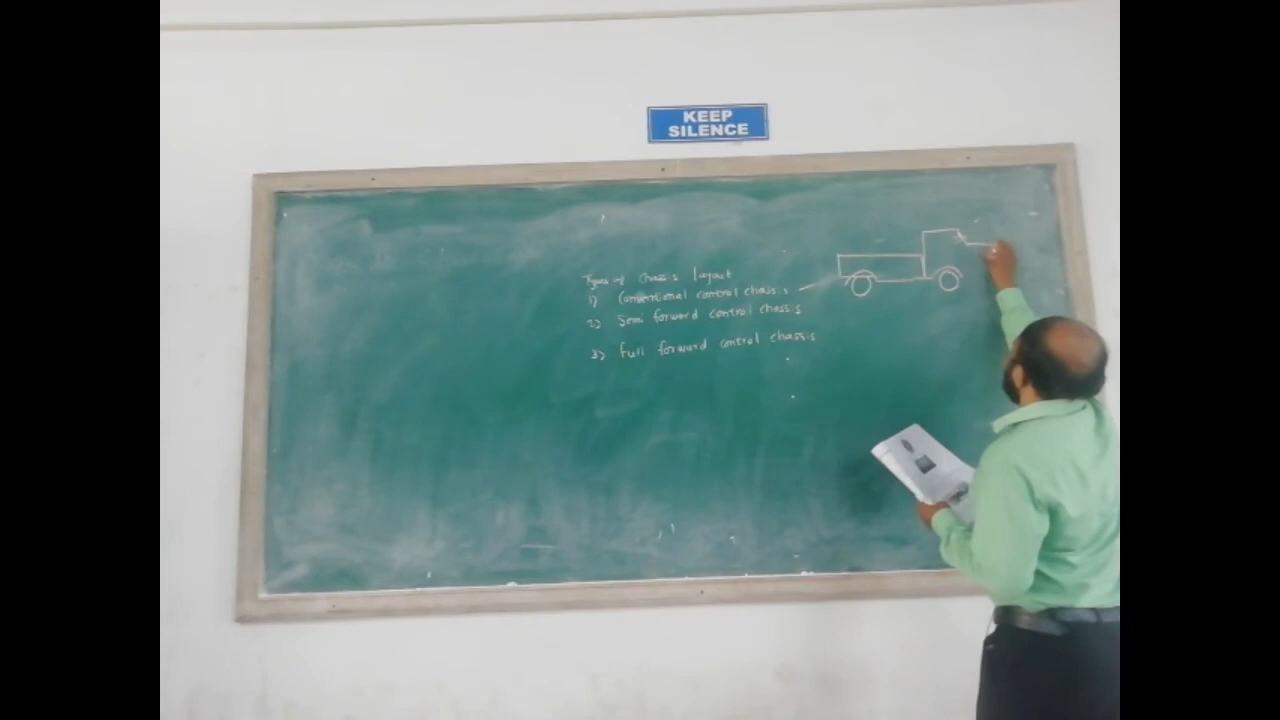 KEEP
SILENCE
Types of chassis layout
1) Conventional control chassis
2) Semi forward control chassis
3) Full forward control chassis